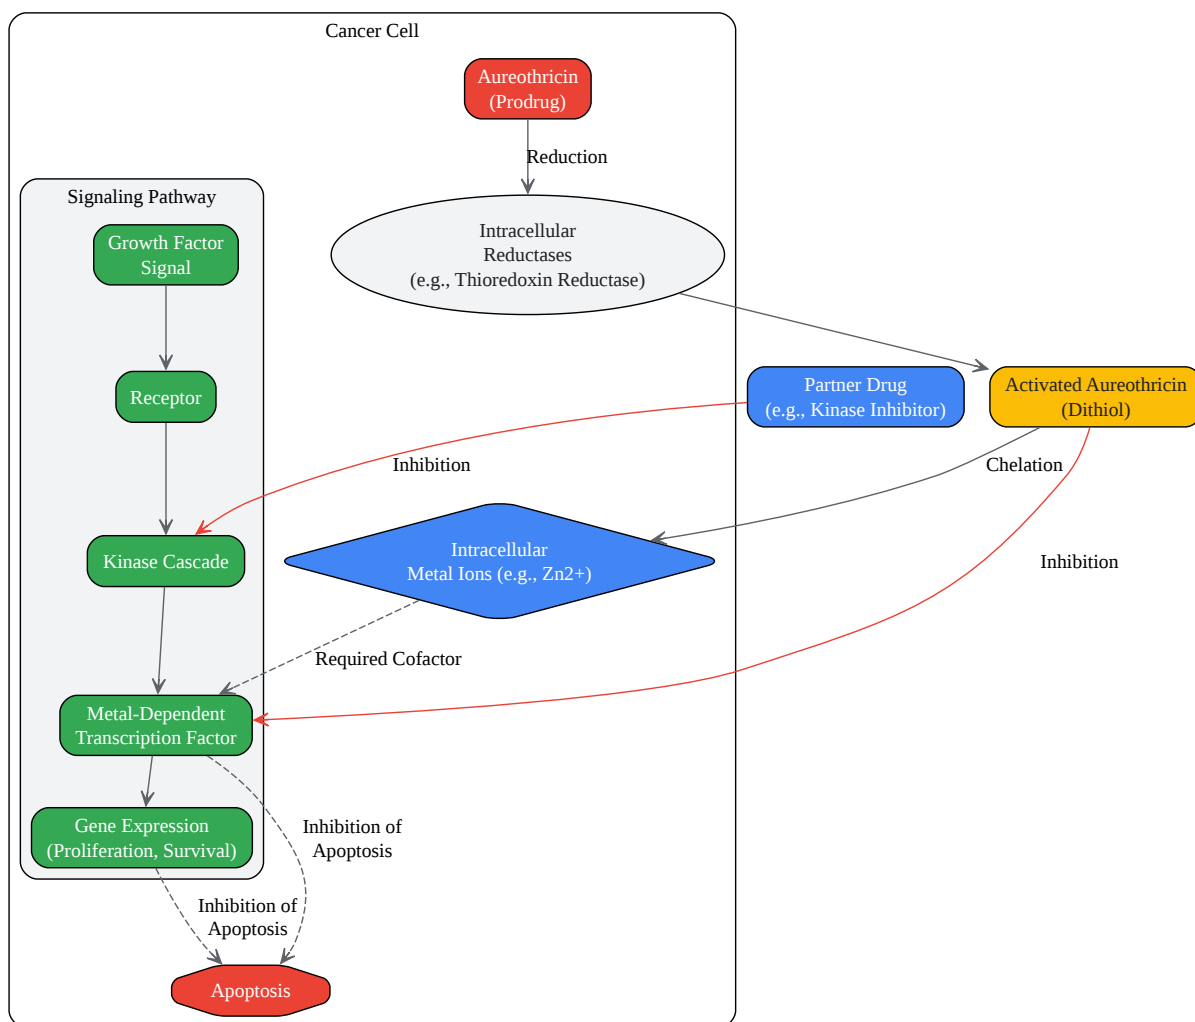 Cancer Cell
Aureothricin
(Prodrug)
Reduction
Signaling Pathway
Growth Factor
Signal
Intracellular
Reductases
(e.g., Thioredoxin Reductase)
Receptor
Partner Drug
(e.g., Kinase Inhibitor)
Activated Aureothricin
(Dithiol)
Inhibition
Chelation
Kinase Cascade
Intracellular
Metal Ions (e.g., Zn2+)
Inhibition
Required Cofactor
Metal-Dependent
Transcription Factor
Gene Expression
(Proliferation, Survival)
Inhibition of
Apoptosis
Inhibition of
Apoptosis
Apoptosis